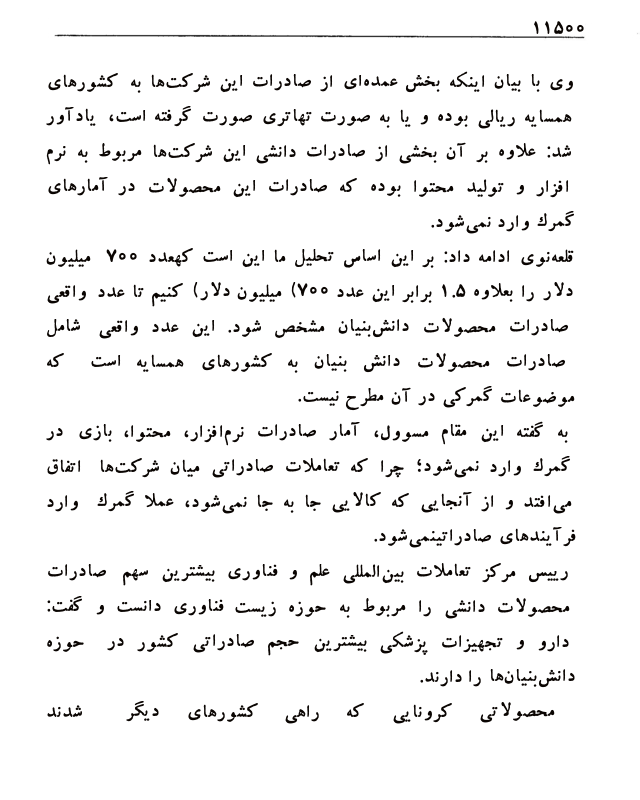 ۱۱۵۰۰
وی با بیان اینکه بخش عمده‌ای از صادرات این شرکت‌ها به کشورهای
همسایه ریالی بوده و یا به صورت تهاتری صورت گرفته است، یادآور
شد: علاوه بر آن بخشی از صادرات دانشی این شرکت‌ها مربوط به نرم
افزار و تولید محتوا بوده که صادرات این محصولات در آمارهای
گمرك وارد نمی‌شود.
قلعه‌نوی ادامه داد: بر این اساس تحلیل ما این است کهعدد ۷۰۰ میلیون
دلار را بعلاوه ۱.۵ برابر این عدد ۷۰۰) میلیون دلار) کنیم تا عدد واقعی
صادرات محصولات دانش‌بنیان مشخص شود. این عدد واقعی شامل
صادرات محصولات دانش بنیان به کشورهای همسایه است که
موضوعات گمرکی در آن مطرح نیست.
به گفته این مقام مسوول، آمار صادرات نرم‌افزار، محتوا، بازی در
گمرك وارد نمی‌شود؛ چرا که تعاملات صادراتی میان شرکت‌ها اتفاق
می‌افتد و از آنجایی که کالایی جا به جا نمی‌شود، عملا گمرك وارد
فرآیندهای صادراتینمی‌شود.
رییس مرکز تعاملات بین‌المللی علم و فناوری بیشترین سهم صادرات
محصولات دانشی را مربوط به حوزه زیست فناوری دانست و گفت:
دارو و تجهیزات پزشکی بیشترین حجم صادراتی کشور در حوزه
دانش‌بنیان‌ها را دارند.
محصولاتی کرونایی که راهی کشورهای دیگر شدند